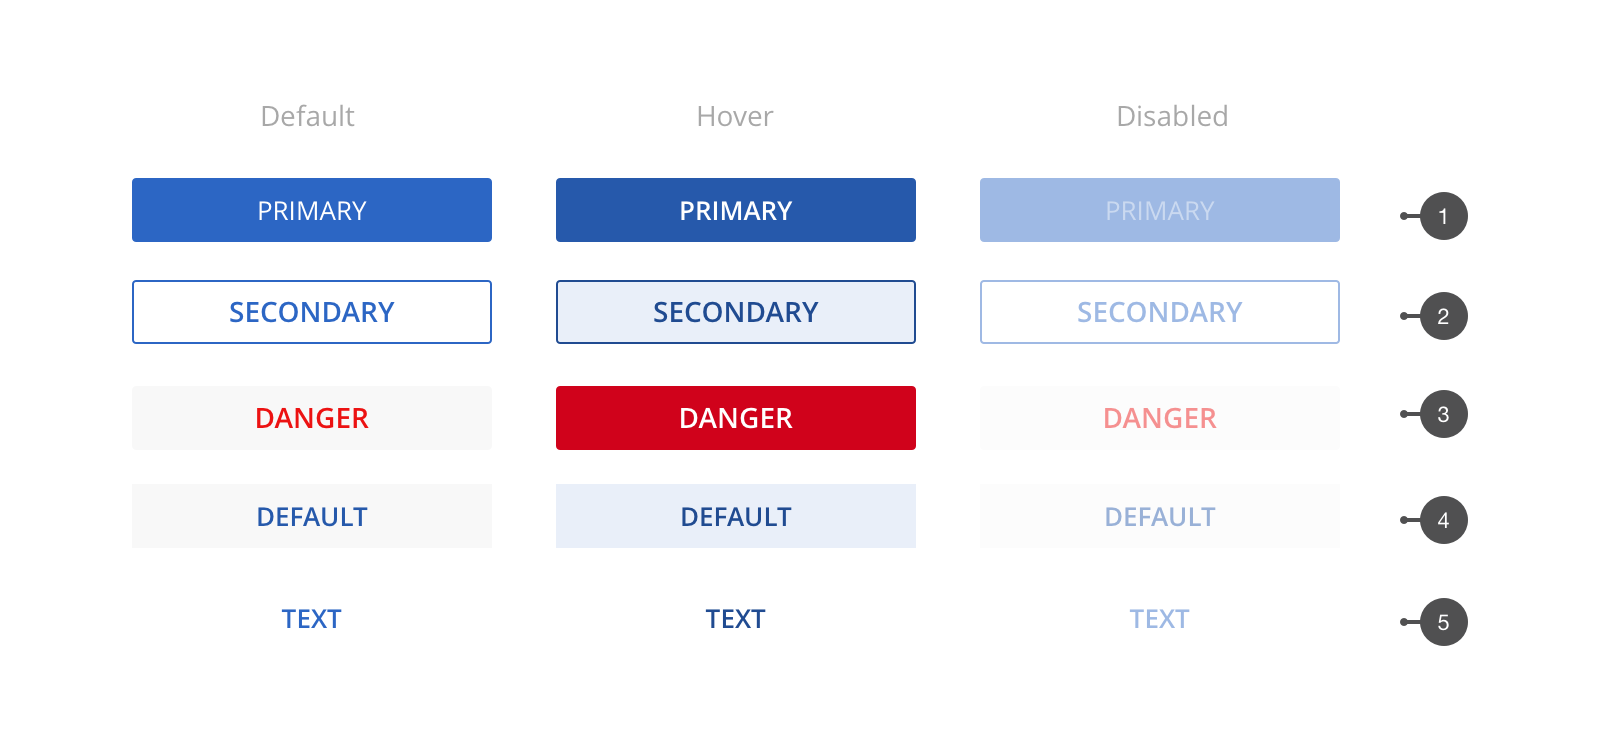 Default Hover Disabled
PRIMARY PRIMARY PRIMARY 1
SECONDARY SECONDARY SECONDARY 2
DANGER DANGER DANGER 3
DEFAULT DEFAULT DEFAULT 4
TEXT TEXT TEXT 5